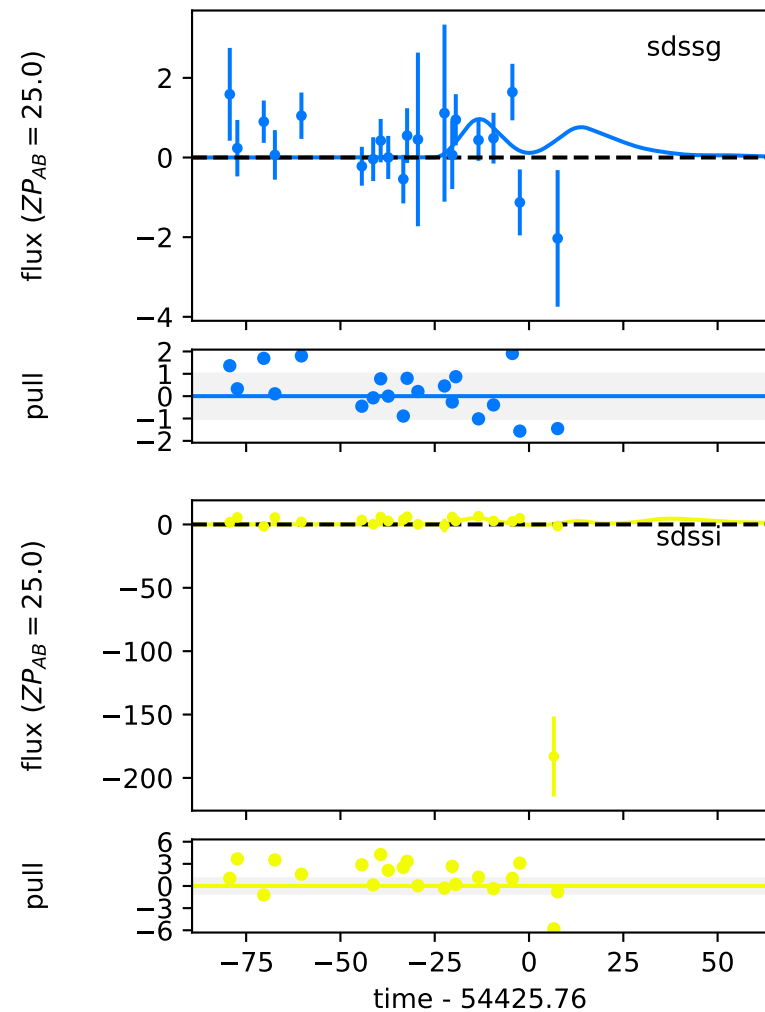 sdssg
flux (ZP_AB = 25.0)
2
0
−2
−4
pull
2
1
0
−1
−2
sdssi
flux (ZP_AB = 25.0)
0
−50
−100
−150
−200
pull
6
3
0
−3
−6
−75 −50 −25 0 25 50
time - 54425.76